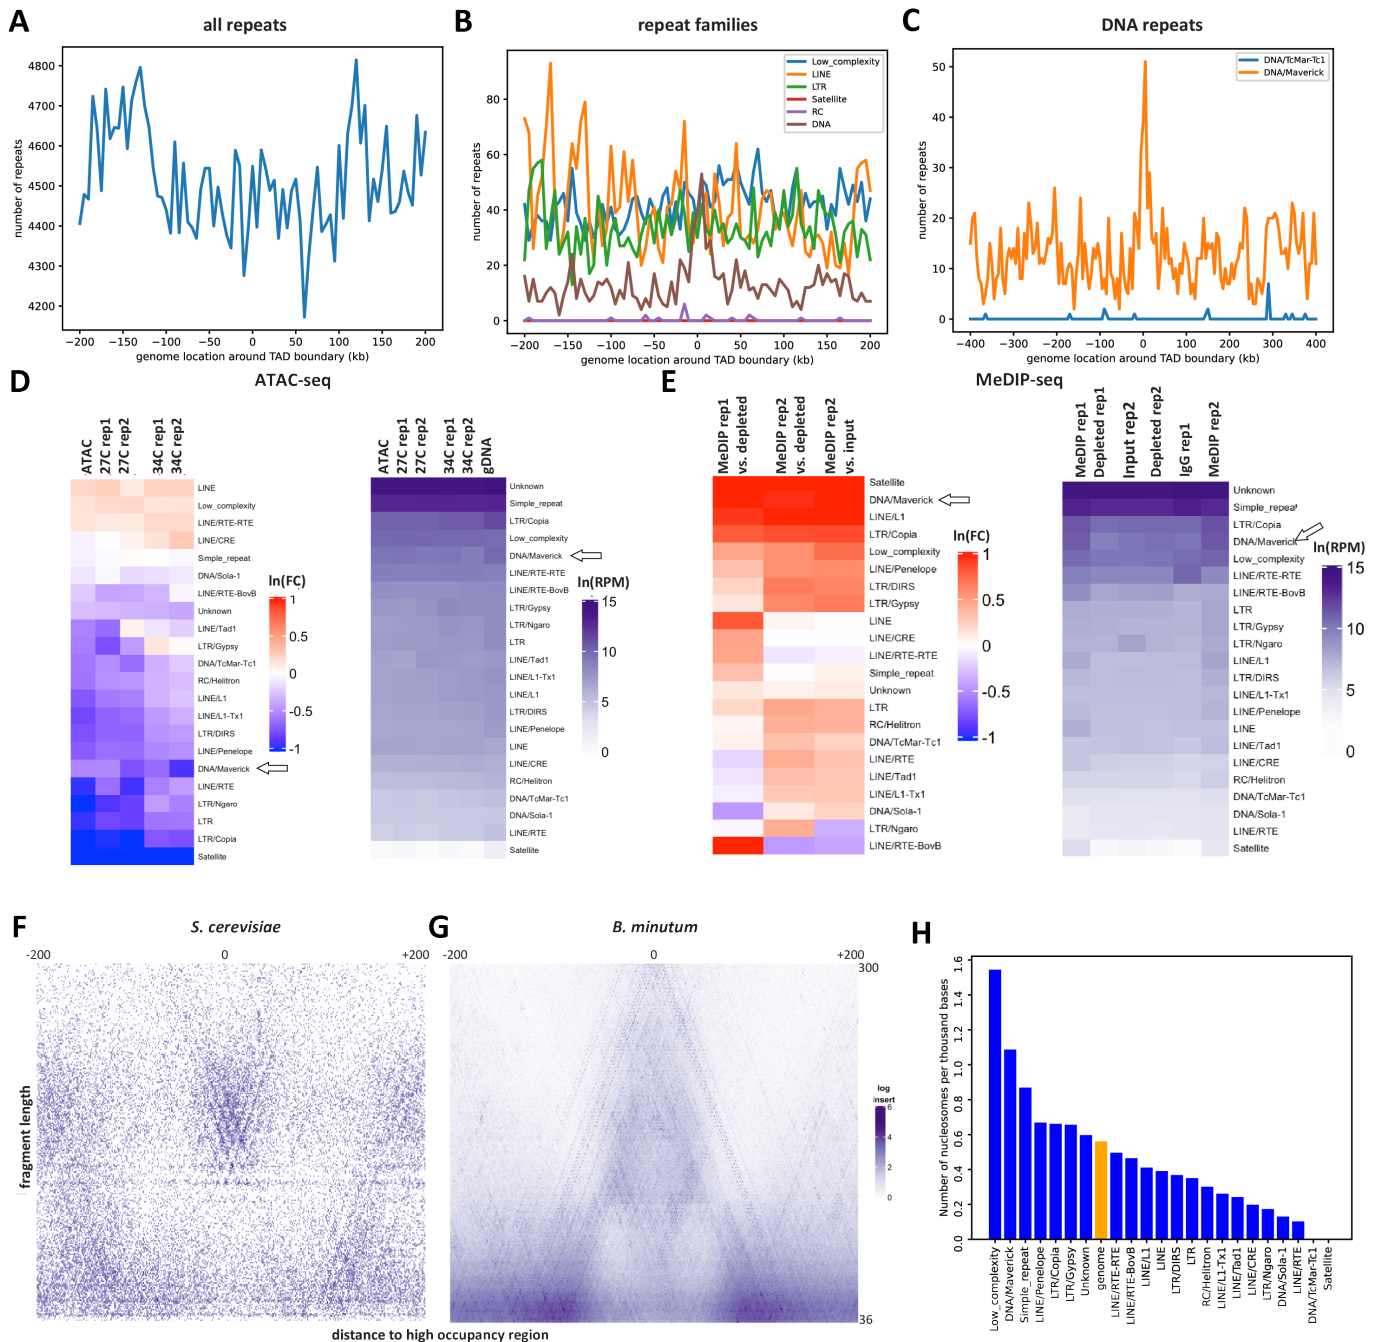 A
all repeats
number of repeats
4800
4700
4600
4500
4400
4300
4200
−200
−150
−100
−50
0
50
100
150
200
genome location around TAD boundary (kb)
B
repeat families
number of repeats
80
60
40
20
0
Low_complexity
LINE
LTR
Satellite
RC
DNA
−200
−150
−100
−50
0
50
100
150
200
genome location around TAD boundary (kb)
C
DNA repeats
number of repeats
50
40
30
20
10
0
DNA/TcMar-Tc1
DNA/Maverick
−400
−300
−200
−100
0
100
200
300
400
genome location around TAD boundary (kb)
D
ATAC-seq
ATAC
27C rep1
27C rep2
34C rep1
34C rep2
LINE
Low_complexity
LINE/RTE-RTE
LINE/CRE
Simple_repeat
DNA/Sola-1
LINE/RTE-BovB
Unknown
LINE/Tad1
LTR/Gypsy
DNA/TcMar-Tc1
RC/Helitron
LINE/L1
LINE/L1-Tx1
LTR/DIRS
LINE/Penelope
DNA/Maverick
LINE/RTE
LTR/Ngaro
LTR
LTR/Copia
Satellite
ln(FC)
1
0.5
0
-0.5
-1
27C rep1
27C rep2
34C rep1
34C rep2
gDNA
Unknown
Simple_repeat
LTR/Copia
Low_complexity
DNA/Maverick
LINE/RTE-RTE
LINE/RTE-BovB
LTR/Gypsy
LTR/Ngaro
LTR
LINE/Tad1
LINE/L1-Tx1
LINE/L1
LTR/DIRS
LINE/Penelope
LINE
LINE/CRE
RC/Helitron
DNA/TcMar-Tc1
DNA/Sola-1
LINE/RTE
Satellite
ln(RPM)
15
10
5
0
E
MeDIP-seq
MeDIP rep1
vs. depleted
MeDIP rep2
vs. depleted
MeDIP rep2
vs. input
Satellite
DNA/Maverick
LINE/L1
LTR/Copia
Low_complexity
LINE/Penelope
LTR/DIRS
LTR/Gypsy
LINE
LINE/CRE
LINE/RTE-RTE
Simple_repeat
Unknown
LTR
RC/Helitron
DNA/TcMar-Tc1
LINE/RTE
LINE/Tad1
LINE/L1-Tx1
DNA/Sola-1
LTR/Ngaro
LINE/RTE-BovB
ln(FC)
1
0.5
0
-0.5
-1
MeDIP rep1
Depleted rep1
Input rep2
Depleted rep2
IgG rep1
MeDIP rep2
Unknown
Simple_repeat
LTR/Copia
DNA/Maverick
Low_complexity
LINE/RTE-RTE
LINE/RTE-BovB
LTR
LTR/Gypsy
LTR/Ngaro
LINE/L1
LTR/DIRS
LINE/L1-Tx1
LINE/Penelope
LINE
LINE/Tad1
LINE/CRE
RC/Helitron
DNA/TcMar-Tc1
DNA/Sola-1
LINE/RTE
Satellite
ln(RPM)
15
10
5
0
F
S. cerevisiae
-200
0
+200
fragment length
G
B. minutum
-200
0
+200
300
36
log
insert
6
4
2
0
distance to high occupancy region
H
Number of nucleosomes per thousand bases
1.6
1.4
1.2
1.0
0.8
0.6
0.4
0.2
0.0
Low_complexity
DNA/Maverick
Simple_repeat
LINE/Penelope
LTR/Copia
LTR/Gypsy
Unknown
genome
LINE/RTE-RTE
LINE/RTE-BovB
LINE/L1
LINE
LTR/DIRS
LTR
RC/Helitron
LINE/L1-Tx1
LINE/Tad1
LINE/CRE
LTR/Ngaro
DNA/Sola-1
LINE/RTE
DNA/TcMar-Tc1
Satellite